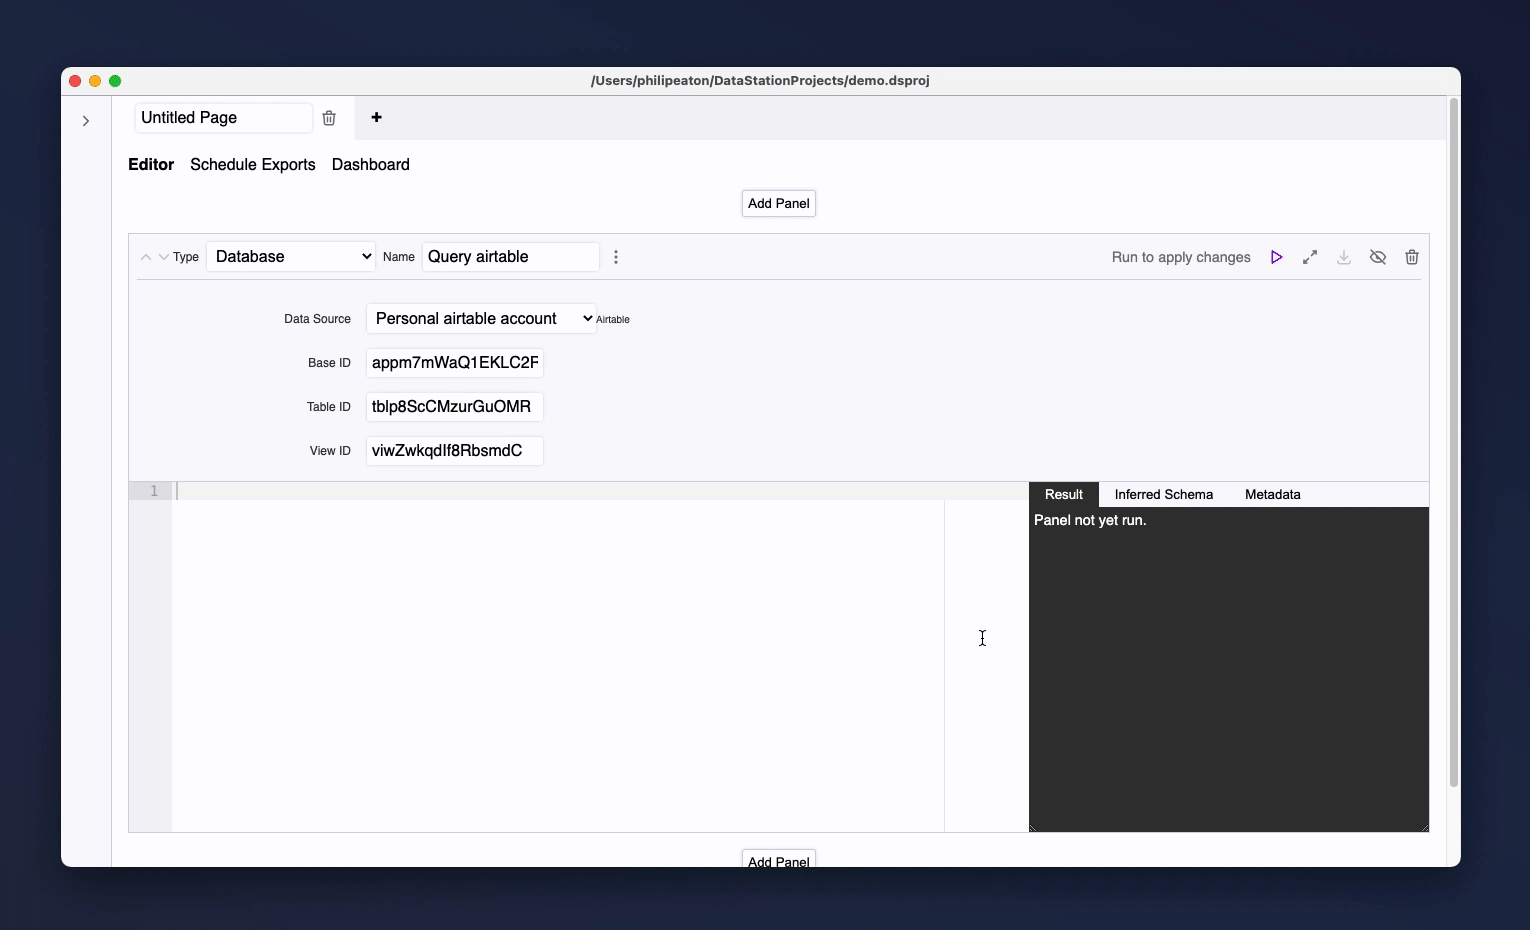 /Users/philipeaton/DataStationProjects/demo.dsproj
Untitled Page +
Editor Schedule Exports Dashboard
Add Panel
Type Database Name Query airtable Run to apply changes
Data Source Personal airtable account Airtable
Base ID appm7mWaQ1EKLC2F
Table ID tblp8ScCMzurGuOMR
View ID viwZwkqdIf8RbsmdC
1 Result Inferred Schema Metadata
Panel not yet run.
Add Panel